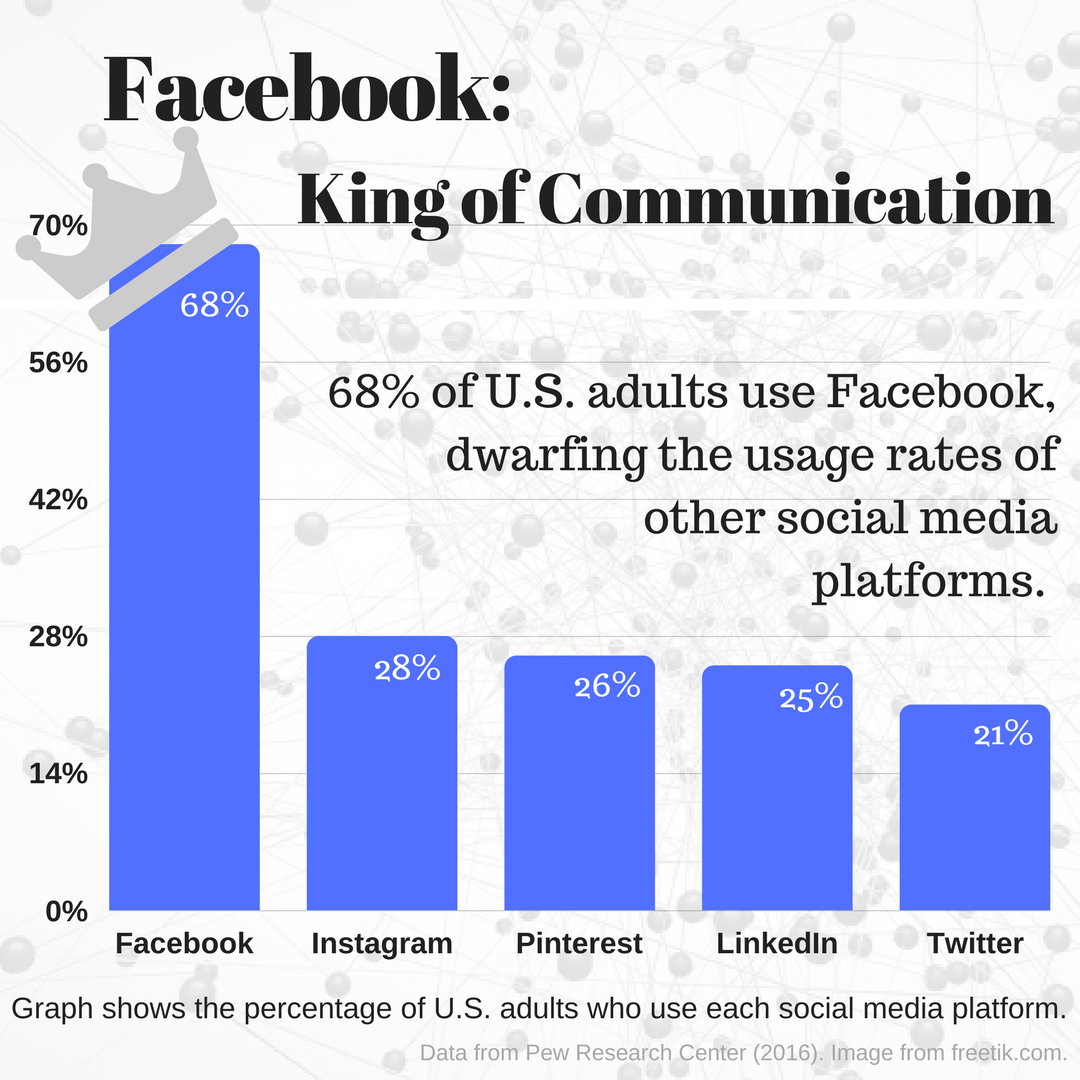 Facebook:
King of Communication
70%
68%
56%
68% of U.S. adults use Facebook,
dwarfing the usage rates of
other social media
platforms.
42%
28%
28%
26%
25%
21%
14%
0%
Facebook Instagram Pinterest LinkedIn Twitter
Graph shows the percentage of U.S. adults who use each social media platform.
Data from Pew Research Center (2016). Image from freetik.com.